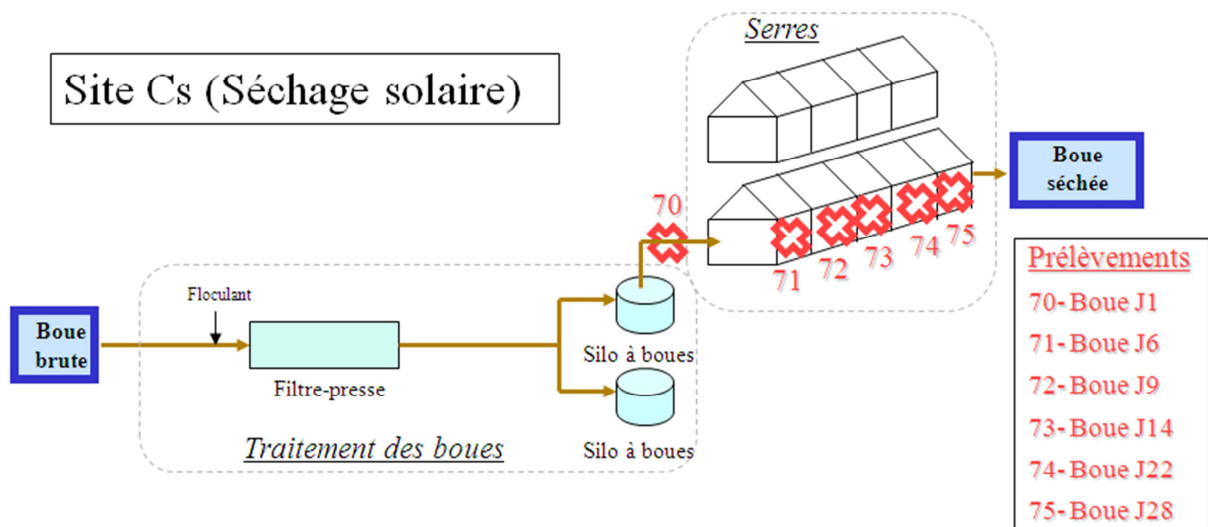 Site Cs (Séchage solaire)
Serres
Boue
séchée
70
71
72
73
74
75
Prélèvements
70- Boue J1
71- Boue J6
72- Boue J9
73- Boue J14
74- Boue J22
75- Boue J28
Floculant
Boue
brute
Filtre-presse
Silo à boues
Silo à boues
Traitement des boues